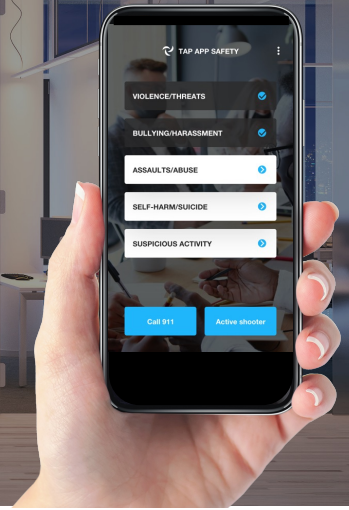 TAP APP SAFETY
VIOLENCE/THREATS
BULLYING/HARASSMENT
ASSAULTS/ABUSE
SELF-HARM/SUICIDE
SUSPICIOUS ACTIVITY
Call 911
Active shooter